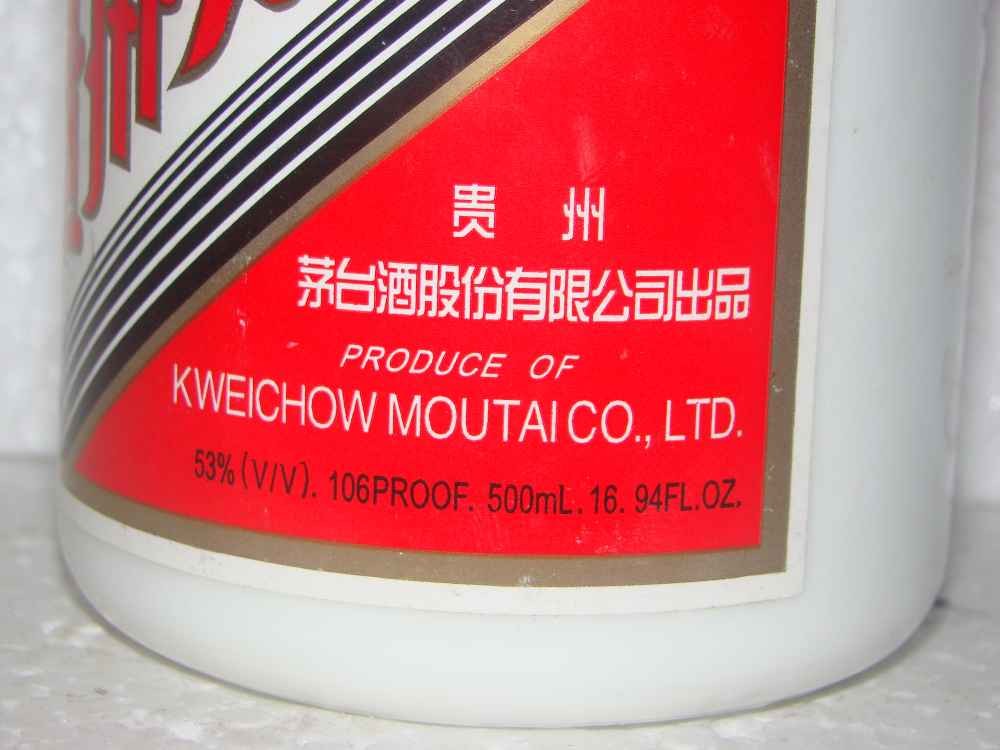 贵 州
茅台酒股份有限公司出品
PRODUCE OF
KWEICHOW MOUTAI CO., LTD.
53% (V/V). 106PROOF. 500mL. 16. 94FL.OZ.